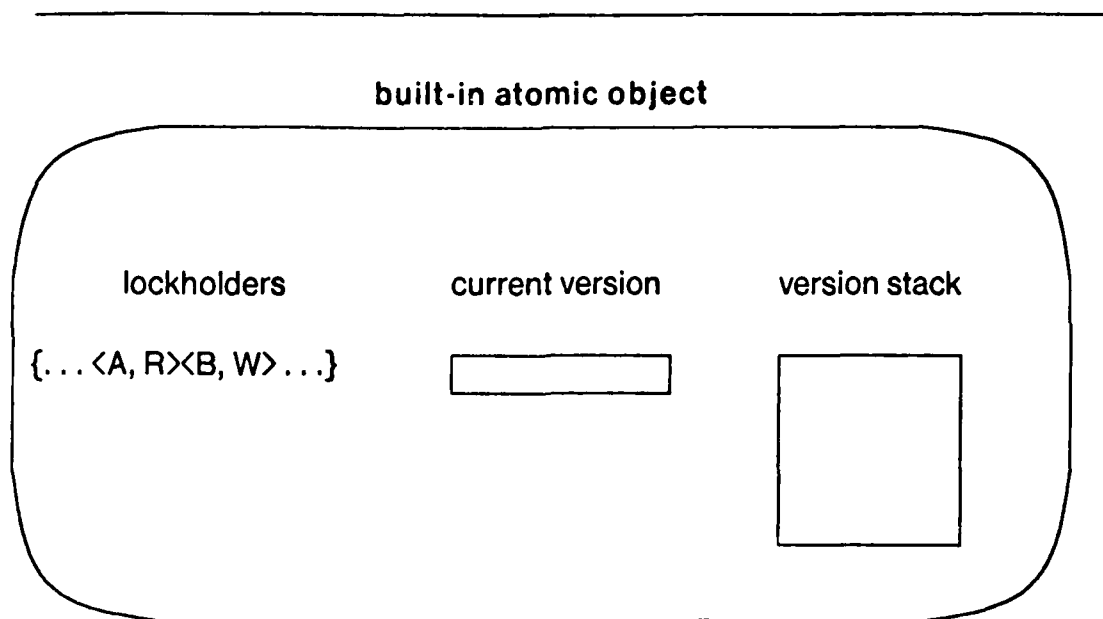 built-in atomic object
lockholders current version version stack
{... <A, R><B, W> ...}